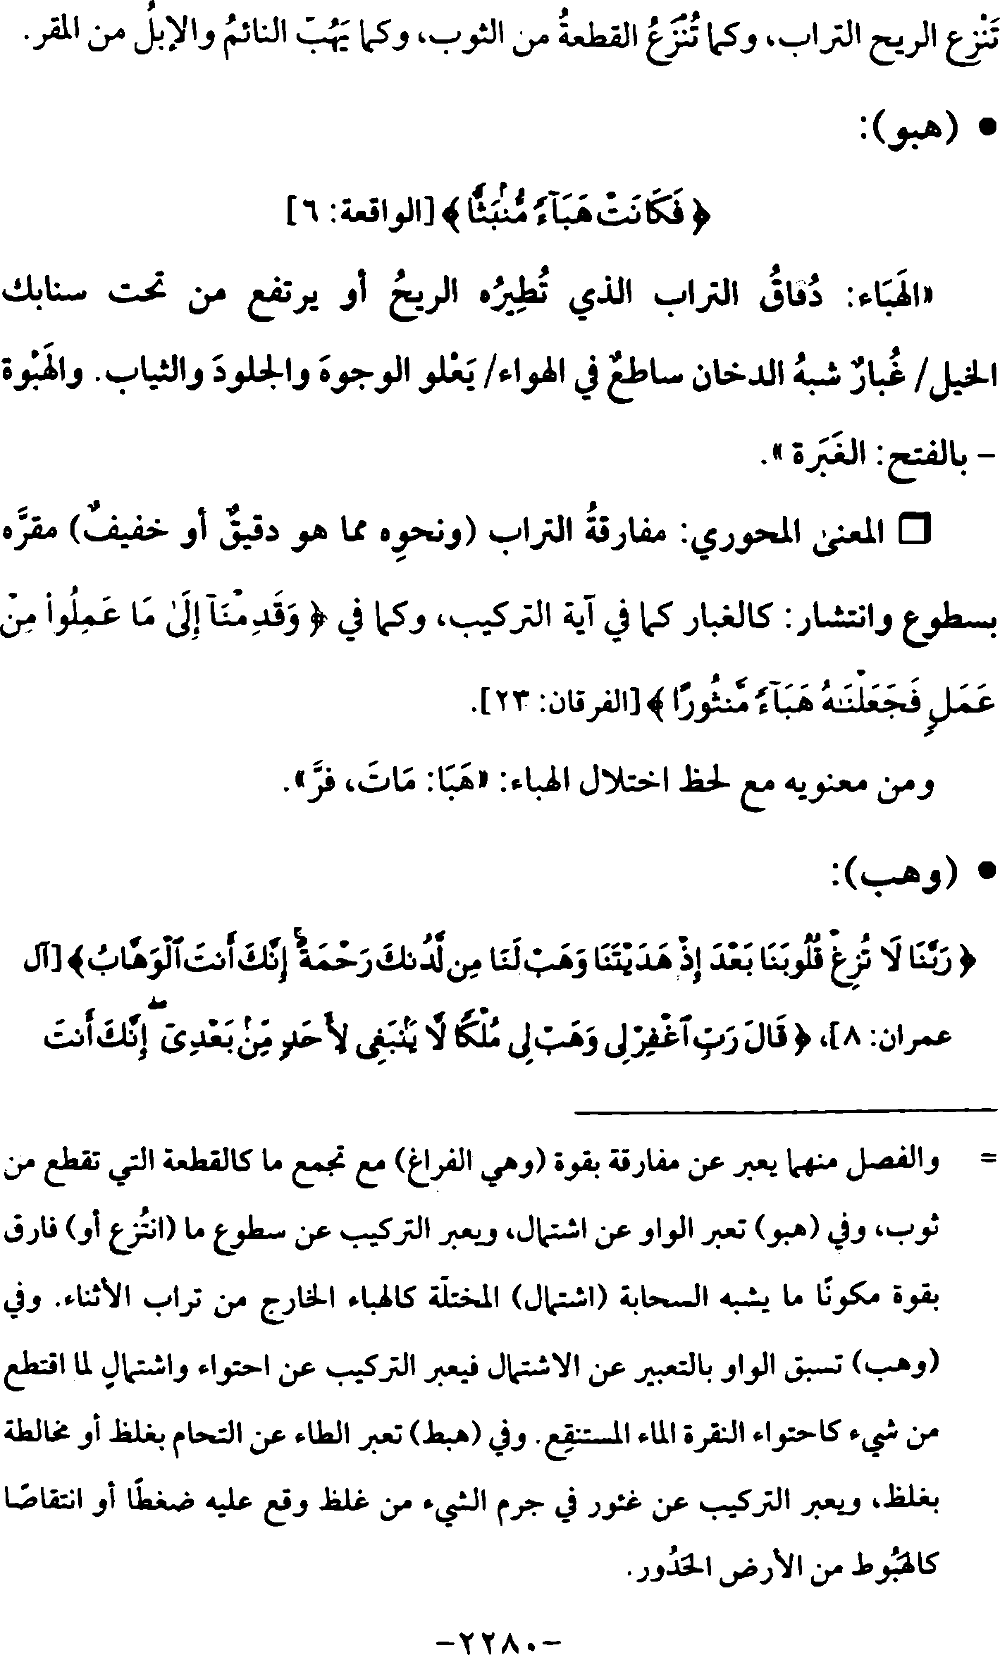 تَنْزِع الريح التراب، وكما تُنْزَعُ القطعةُ من الثوب، وكما يَهُبّ النائمُ والإبلُ من المقر.
• (هبو):
﴿ فَكَانَتْ هَبَآءً مُّنۢبَثًّا ﴾ [الواقعة: ٦]
«الهَبَاء: دُقاقُ التراب الذي تُطِيرُه الريحُ أو يرتفع من تحت سنابك
الخيل/ غُبارٌ شبهُ الدخان ساطعٌ في الهواء/ يَعْلو الوجوهَ والجلودَ والثياب. والهَبْوة
– بالفتح: الغَبَرة».
□ المعنىٰ المحوري: مفارقةُ التراب (ونحوِه مما هو دقيقٌ أو خفيفٌ) مقرَّه
بسطوع وانتشار: كالغبار كما في آية التركيب، وكما في ﴿ وَقَدِمْنَآ إِلَىٰ مَا عَمِلُوا۟ مِنْ
عَمَلٍ فَجَعَلْنَـٰهُ هَبَآءً مَّنثُورًا ﴾ [الفرقان: ٢٣].
ومن معنويه مع لحظ اختلال الهباء: «هَبَا: مَاتَ، فرَّ».
• (وهب):
﴿ رَبَّنَا لَا تُزِغْ قُلُوبَنَا بَعْدَ إِذْ هَدَيْتَنَا وَهَبْ لَنَا مِن لَّدُنكَ رَحْمَةً ۚ إِنَّكَ أَنتَ ٱلْوَهَّابُ ﴾ [آل
عمران: ٨]، ﴿ قَالَ رَبِّ ٱغْفِرْ لِى وَهَبْ لِى مُلْكًا لَّا يَنۢبَغِى لِأَحَدٍ مِّنۢ بَعْدِىٓ ۖ إِنَّكَ أَنتَ
= والفصل منهما يعبر عن مفارقة بقوة (وهي الفراغ) مع تجمع ما كالقطعة التي تقطع من
ثوب، وفي (هبو) تعبر الواو عن اشتمال، ويعبر التركيب عن سطوع ما (انتُزع أو) فارق
بقوة مكونًا ما يشبه السحابة (اشتمال) المختلّة كالهباء الخارج من تراب الأثناء. وفي
(وهب) تسبق الواو بالتعبير عن الاشتمال فيعبر التركيب عن احتواء واشتمالٍ لما اقتطع
من شيء كاحتواء النقرة الماء المستنقِع. وفي (هبط) تعبر الطاء عن التحام بغلظ أو مخالطة
بغلظ، ويعبر التركيب عن غئور في جرم الشيء من غلظ وقع عليه ضغطًا أو انتقاصًا
كالهَبُوط من الأرض الحَدُور.
–٢٢٨٠–